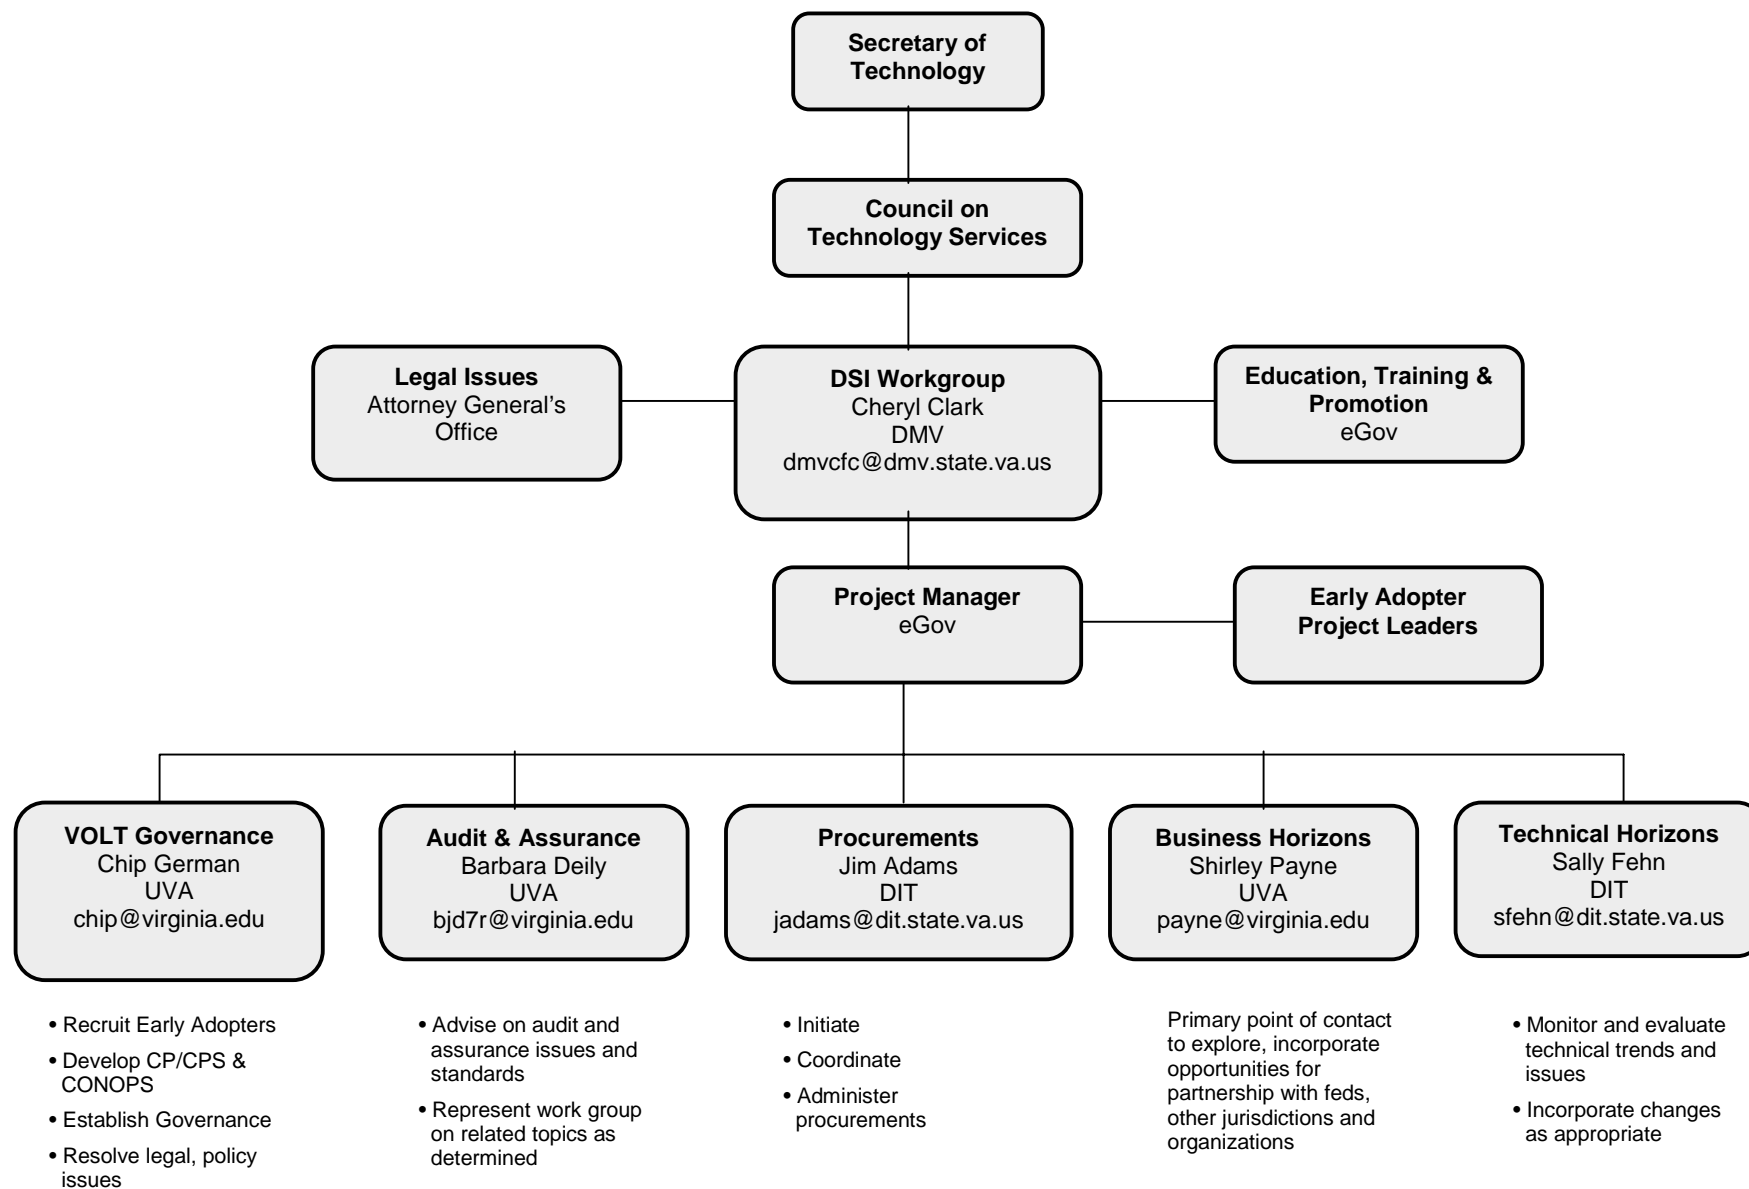 Secretary of
Technology
Council on
Technology Services
Legal Issues
Attorney General’s
Office
DSI Workgroup
Cheryl Clark
DMV
dmvcfc@dmv.state.va.us
Education, Training &
Promotion
eGov
Project Manager
eGov
Early Adopter
Project Leaders
VOLT Governance
Chip German
UVA
chip@virginia.edu
Audit & Assurance
Barbara Deily
UVA
bjd7r@virginia.edu
Procurements
Jim Adams
DIT
jadams@dit.state.va.us
Business Horizons
Shirley Payne
UVA
payne@virginia.edu
Technical Horizons
Sally Fehn
DIT
sfehn@dit.state.va.us
• Recruit Early Adopters
• Develop CP/CPS &
CONOPS
• Establish Governance
• Resolve legal, policy
issues
• Advise on audit and
assurance issues and
standards
• Represent work group
on related topics as
determined
• Initiate
• Coordinate
• Administer
procurements
Primary point of contact
to explore, incorporate
opportunities for
partnership with feds,
other jurisdictions and
organizations
• Monitor and evaluate
technical trends and
issues
• Incorporate changes
as appropriate